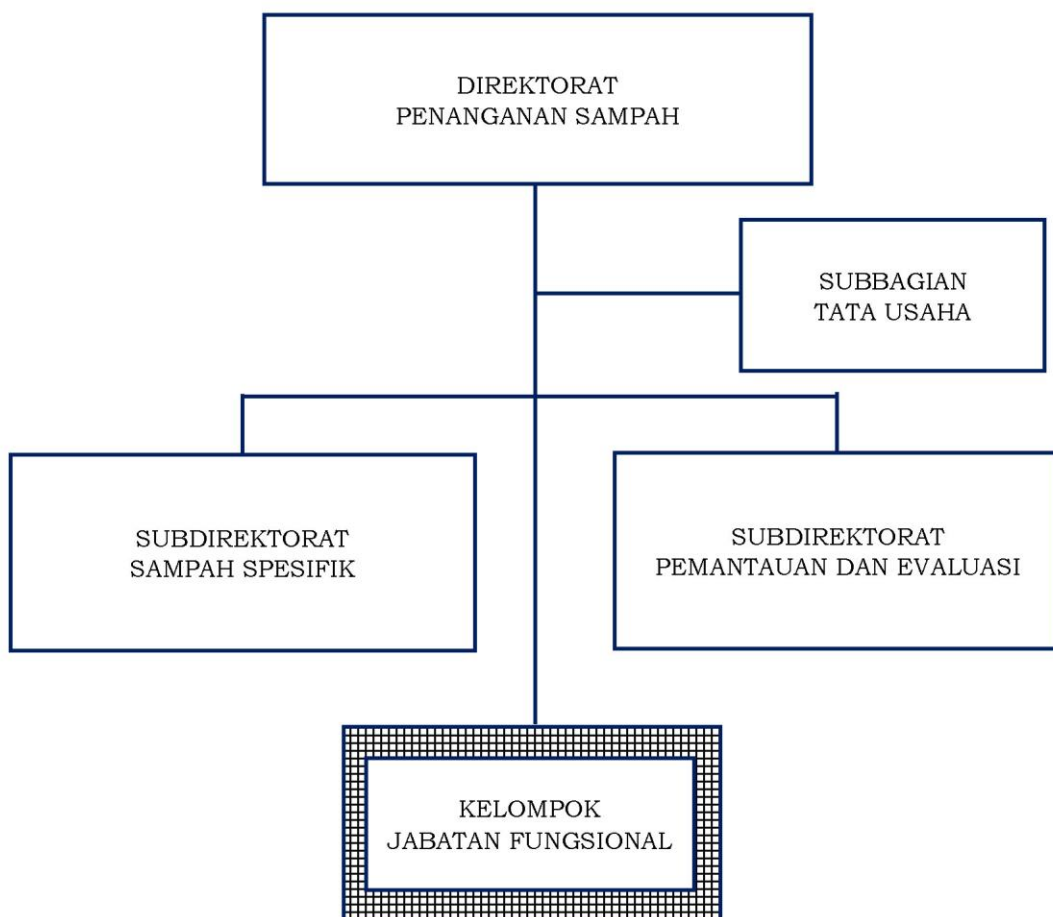 DIREKTORAT
PENANGANAN SAMPAH
SUBBAGIAN
TATA USAHA
SUBDIREKTORAT
SAMPAH SPESIFIK
SUBDIREKTORAT
PEMANTAUAN DAN EVALUASI
KELOMPOK
JABATAN FUNGSIONAL